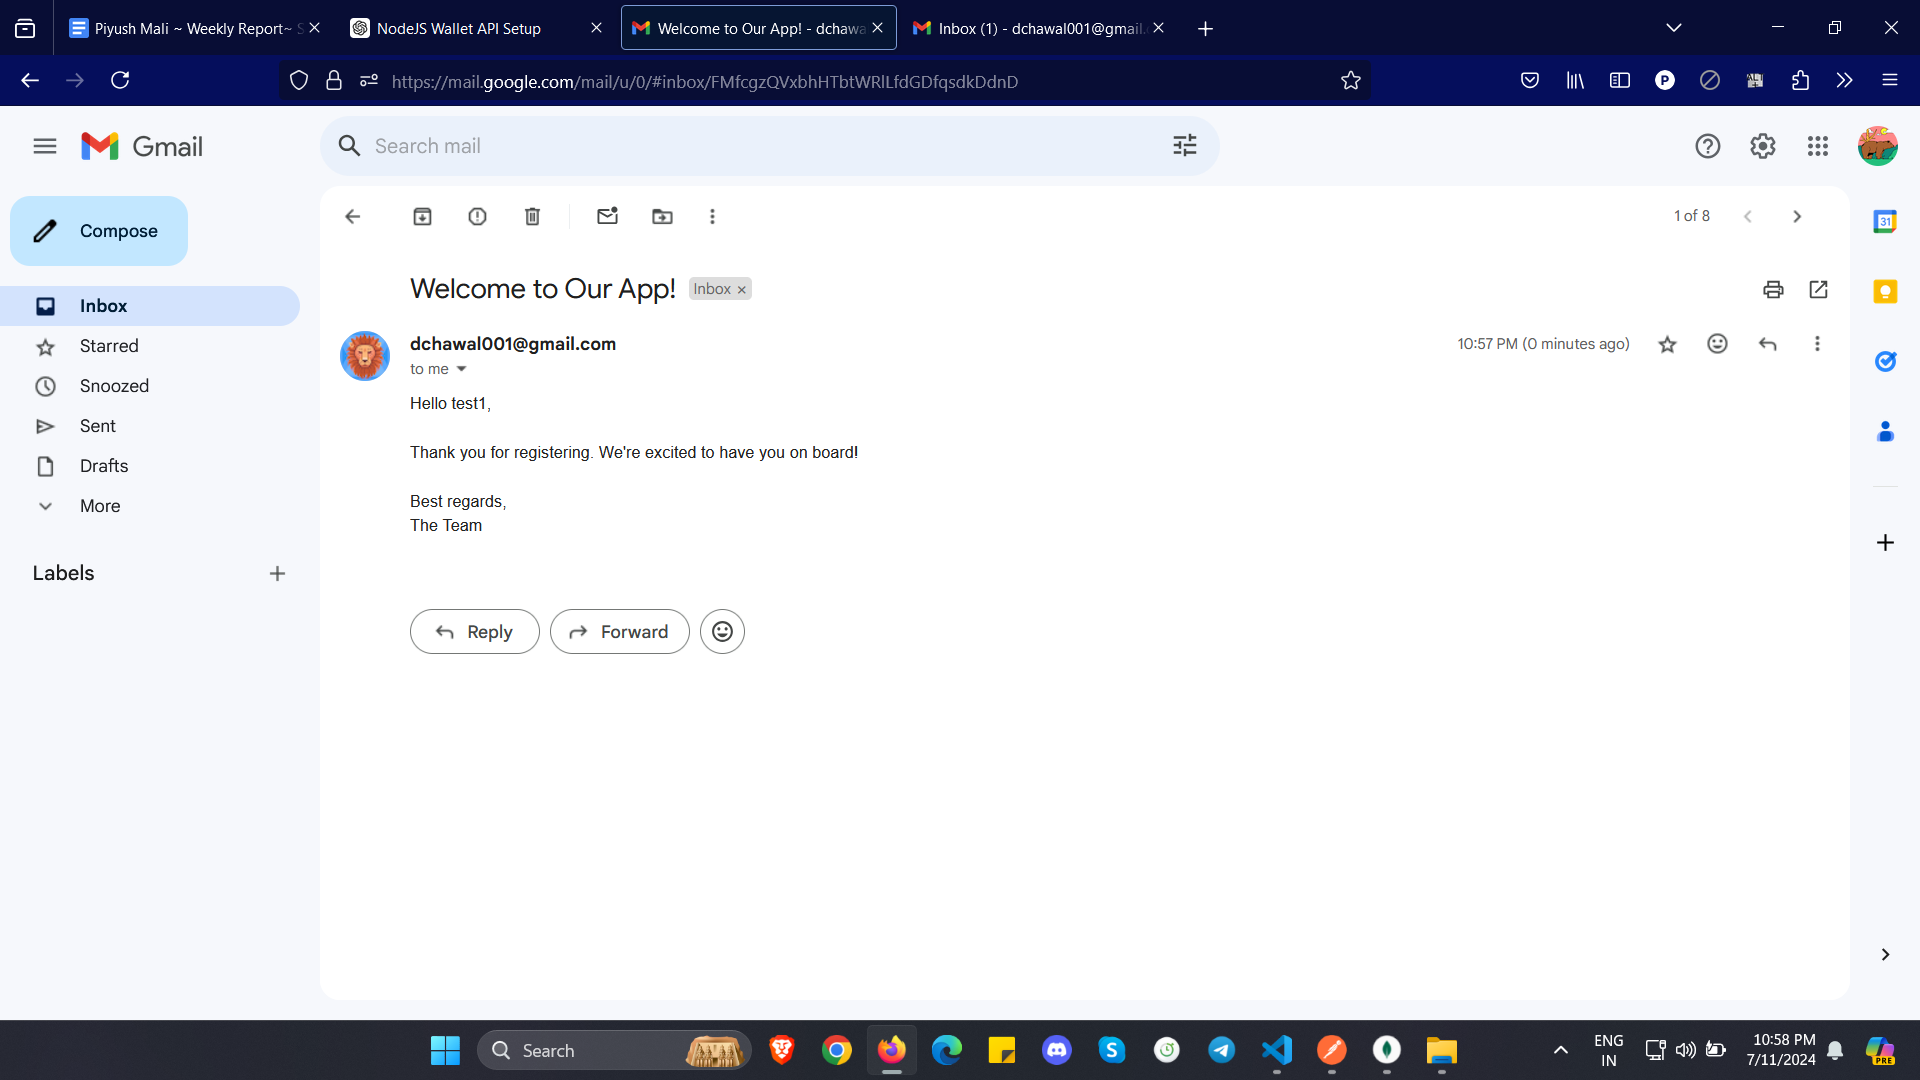 Piyush Mali ~ Weekly Report~ S
NodeJS Wallet API Setup
Welcome to Our App! - dchawa
Inbox (1) - dchawal001@gmail.
https://mail.google.com/mail/u/0/#inbox/FMfcgzQVxbhHTbtWRlLfdGDfqsdkDdnD
P
Gmail
Search mail
Compose
1 of 8
31
Welcome to Our App!
Inbox ×
Inbox
Starred
Snoozed
Sent
Drafts
More
Labels
dchawal001@gmail.com
10:57 PM (0 minutes ago)
to me
Hello test1,
Thank you for registering. We're excited to have you on board!
Best regards,
The Team
Reply
Forward
Search
S
ENG
IN
10:58 PM
7/11/2024
PRE